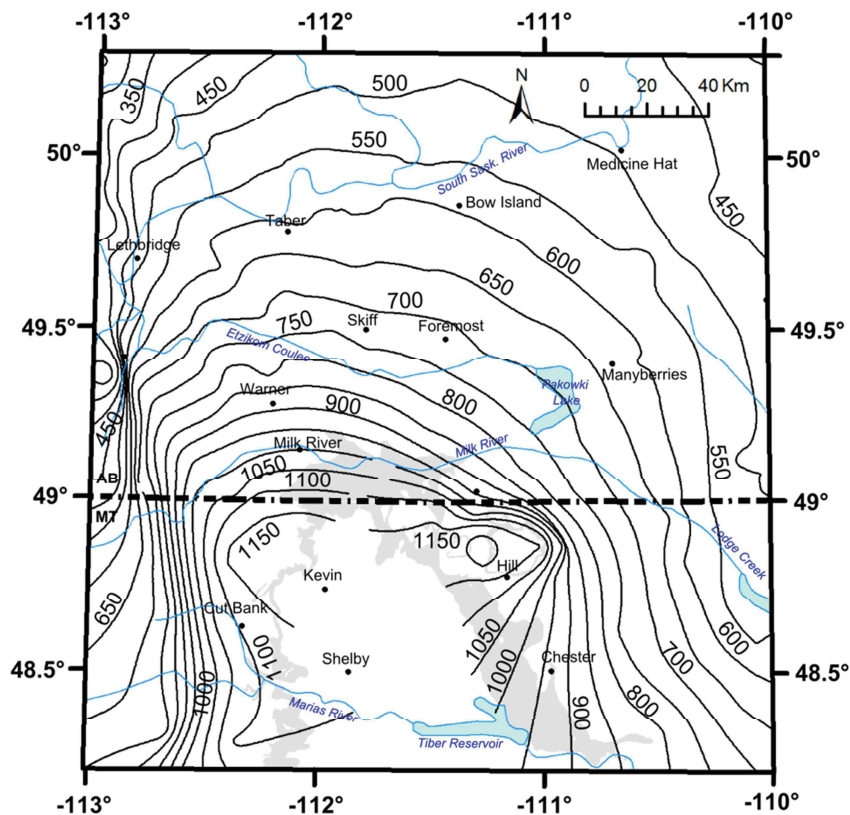 -113°
-112°
-111°
-110°
N
0 20 40 Km
350
450
500
550
50°
50°
South Sask. River
Medicine Hat
450
Bow Island
Taber
Lethbridge
600
650
700
750
Skiff
Foremost
49.5°
49.5°
Etzikom Coulee
Pakowki
Lake
Manyberries
Warner
800
900
450
Milk River
Milk River
1050
550
AB
1100
49°
49°
MT
1150
1150
Lodge Creek
Hill
Kevin
650
Cut Bank
1050
600
1100
Shelby
Chester
700
48.5°
48.5°
1000
1000
800
900
Marias River
Tiber Reservoir
-113°
-112°
-111°
-110°